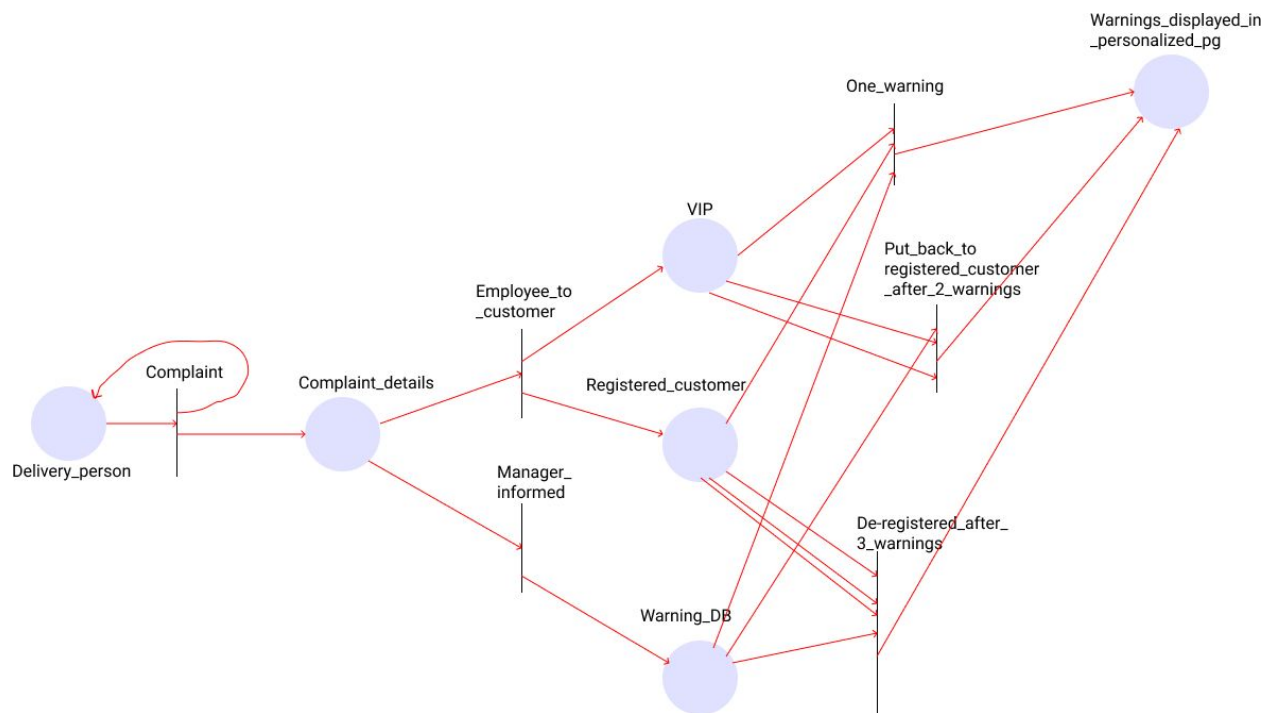 Warnings_displayed_in
_personalized_pg
One_warning
VIP
Put_back_to
registered_customer
_after_2_warnings
Employee_to
_customer
Complaint
Complaint_details
Registered_customer
Delivery_person
Manager_
informed
De-registered_after_
3_warnings
Warning_DB